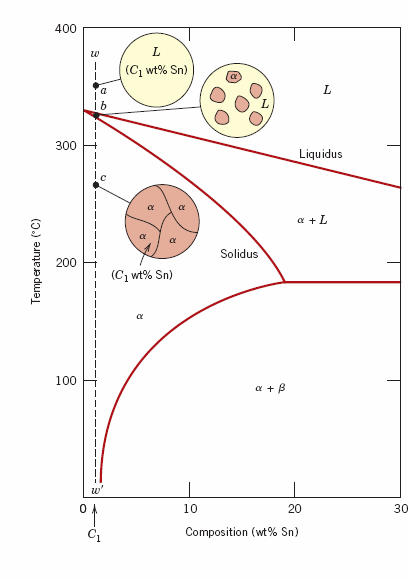 400
w
L
(C₁ wt% Sn)
α
L
L
a
b
300
Liquidus
c
α
α
α
α
α + L
Solidus
200
(C₁ wt% Sn)
α
Temperature (°C)
100
α + β
w′
0
10
20
30
C₁
Composition (wt% Sn)